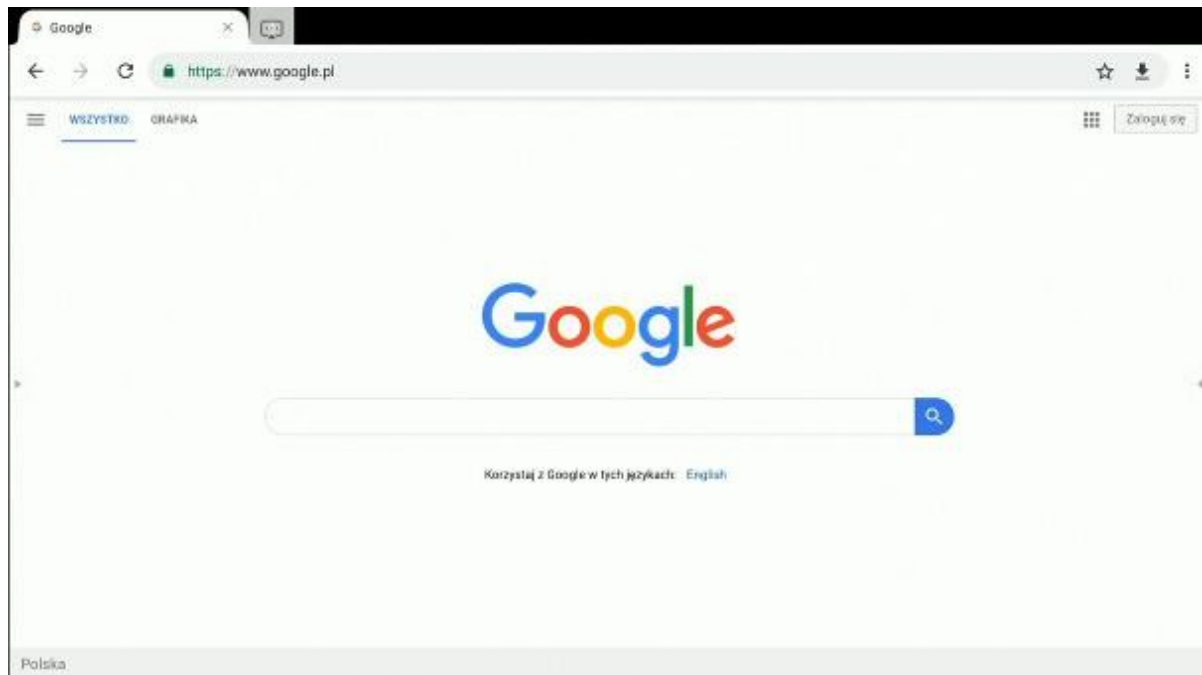 Google
https://www.google.pl
WSZYSTKO GRAFIKA
Zaloguj się
Google
Korzystaj z Google w tych językach: English
Polska